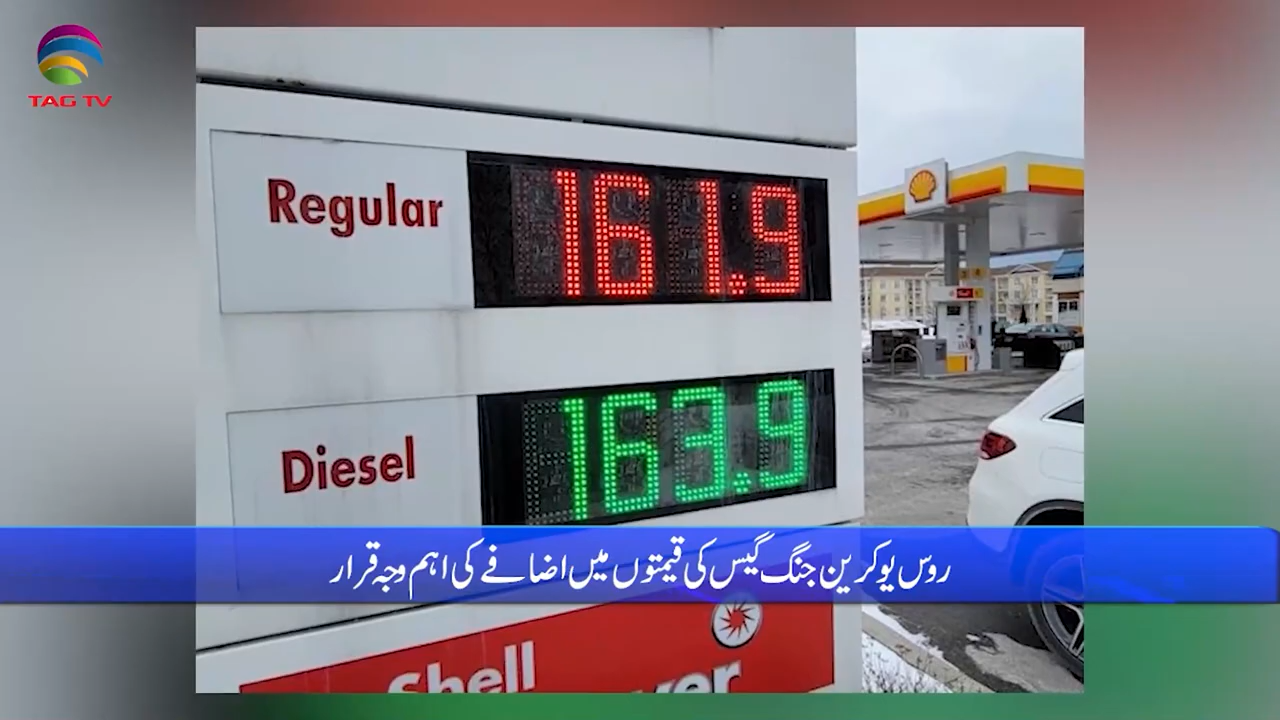 TAG TV
Regular 161.9
Diesel 163.9
روس یوکرین جنگ گیس کی قیمتوں میں اضافے کی اہم وجہ قرار
Shell